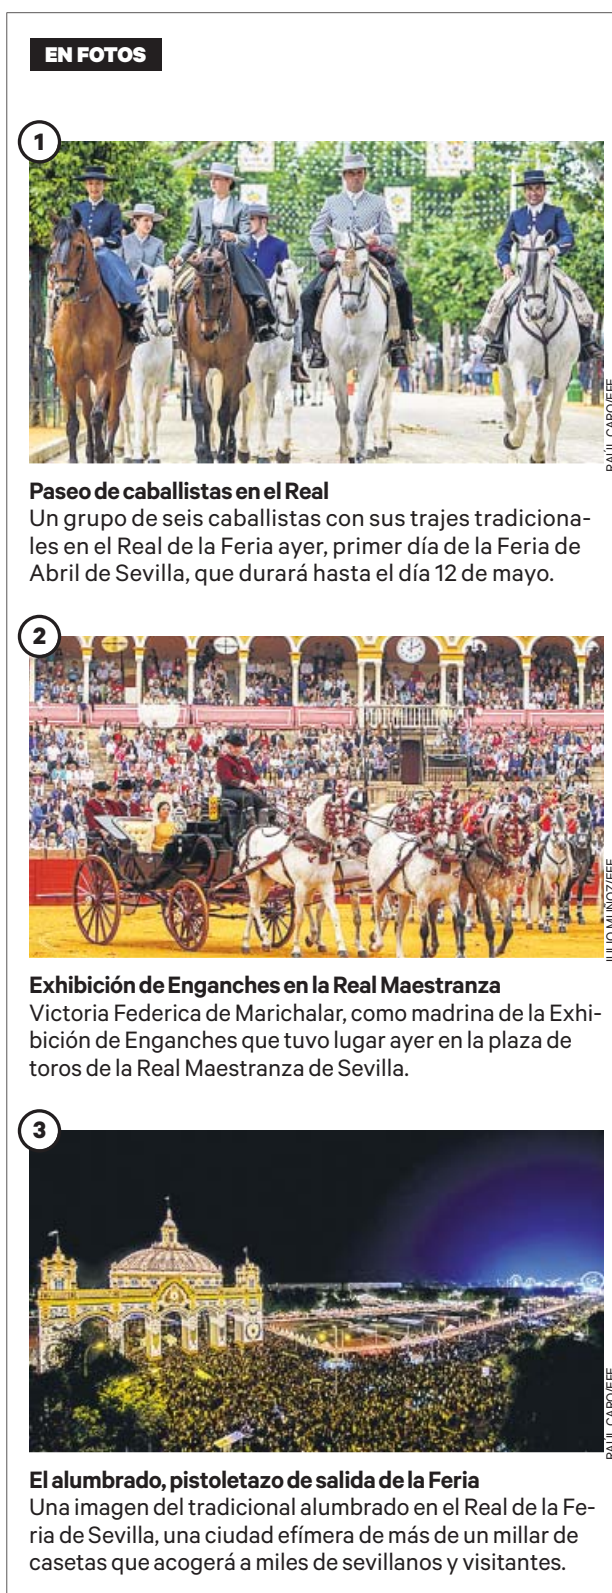 EN FOTOS
1
RAÚL CARO/EFE
Paseo de caballistas en el Real
Un grupo de seis caballistas con sus trajes tradiciona-
les en el Real de la Feria ayer, primer día de la Feria de
Abril de Sevilla, que durará hasta el día 12 de mayo.
2
JULIO MUÑOZ/EFE
Exhibición de Enganches en la Real Maestranza
Victoria Federica de Marichalar, como madrina de la Exhi-
bición de Enganches que tuvo lugar ayer en la plaza de
toros de la Real Maestranza de Sevilla.
3
RAÚL CARO/EFE
El alumbrado, pistoletazo de salida de la Feria
Una imagen del tradicional alumbrado en el Real de la Fe-
ria de Sevilla, una ciudad efímera de más de un millar de
casetas que acogerá a miles de sevillanos y visitantes.